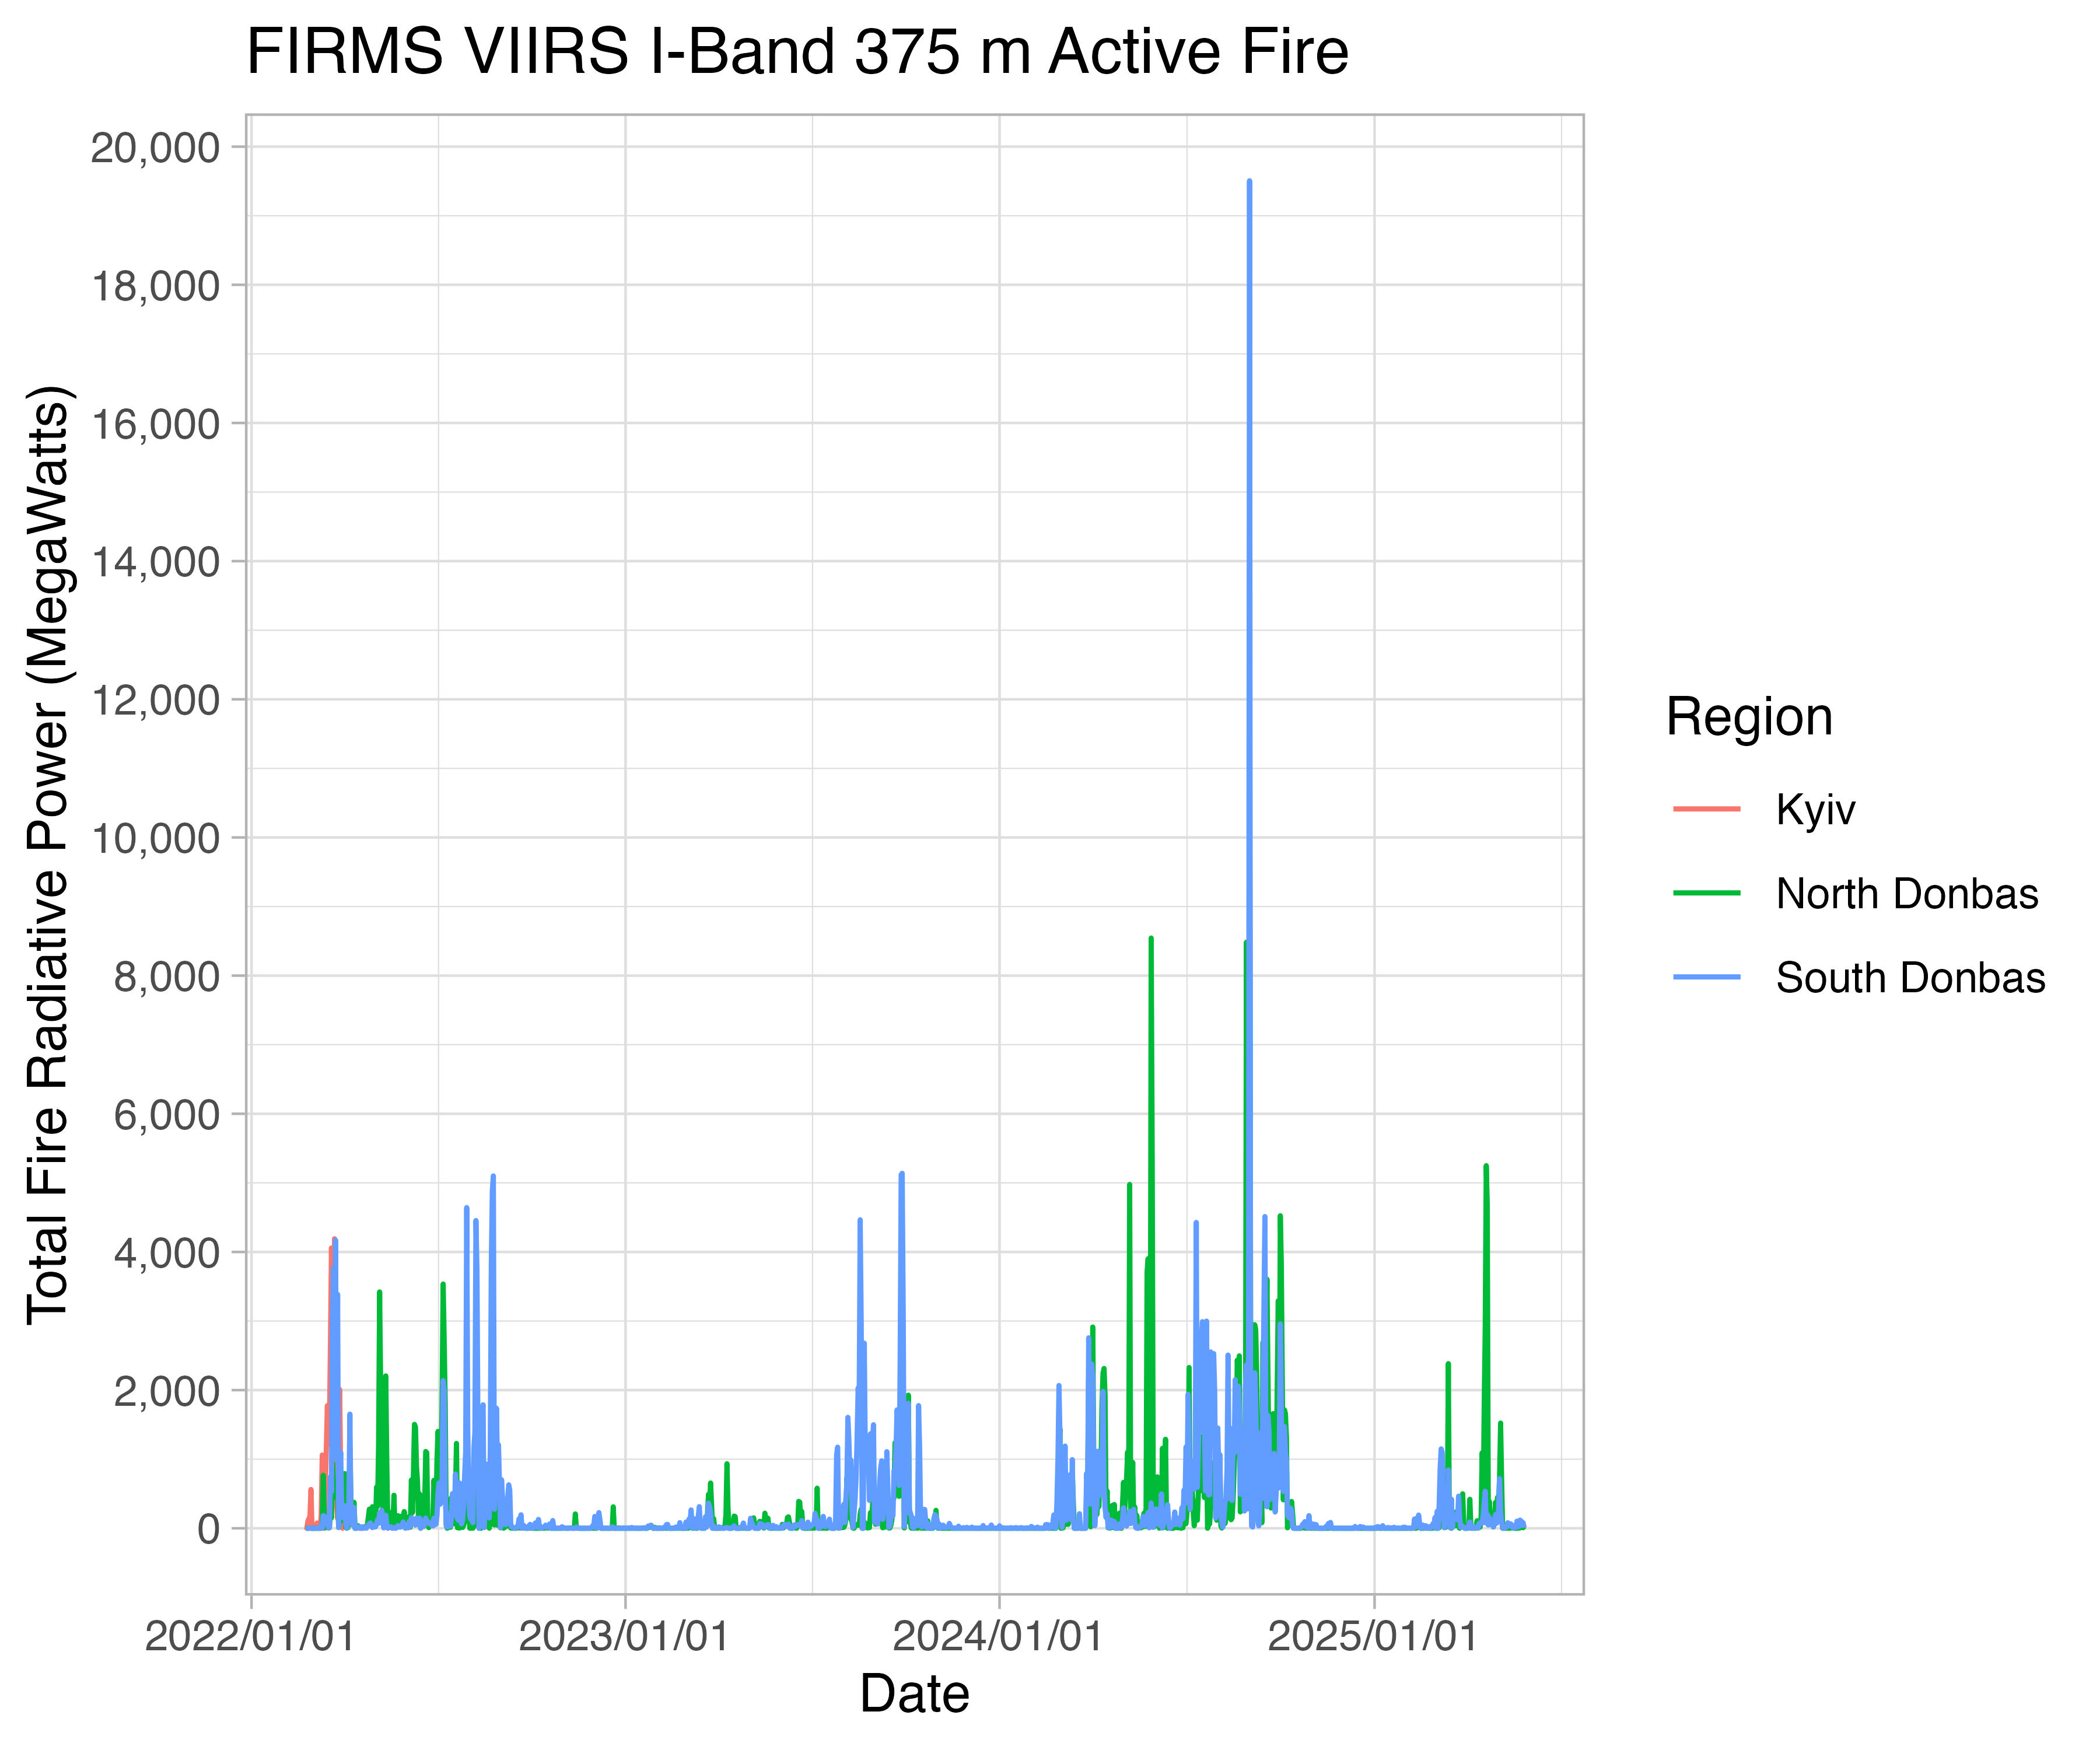 FIRMS VIIRS I-Band 375 m Active Fire
Total Fire Radiative Power (MegaWatts)
20,000
18,000
16,000
14,000
12,000
10,000
8,000
6,000
4,000
2,000
0
2022/01/01
2023/01/01
2024/01/01
2025/01/01
Date
Region
Kyiv
North Donbas
South Donbas